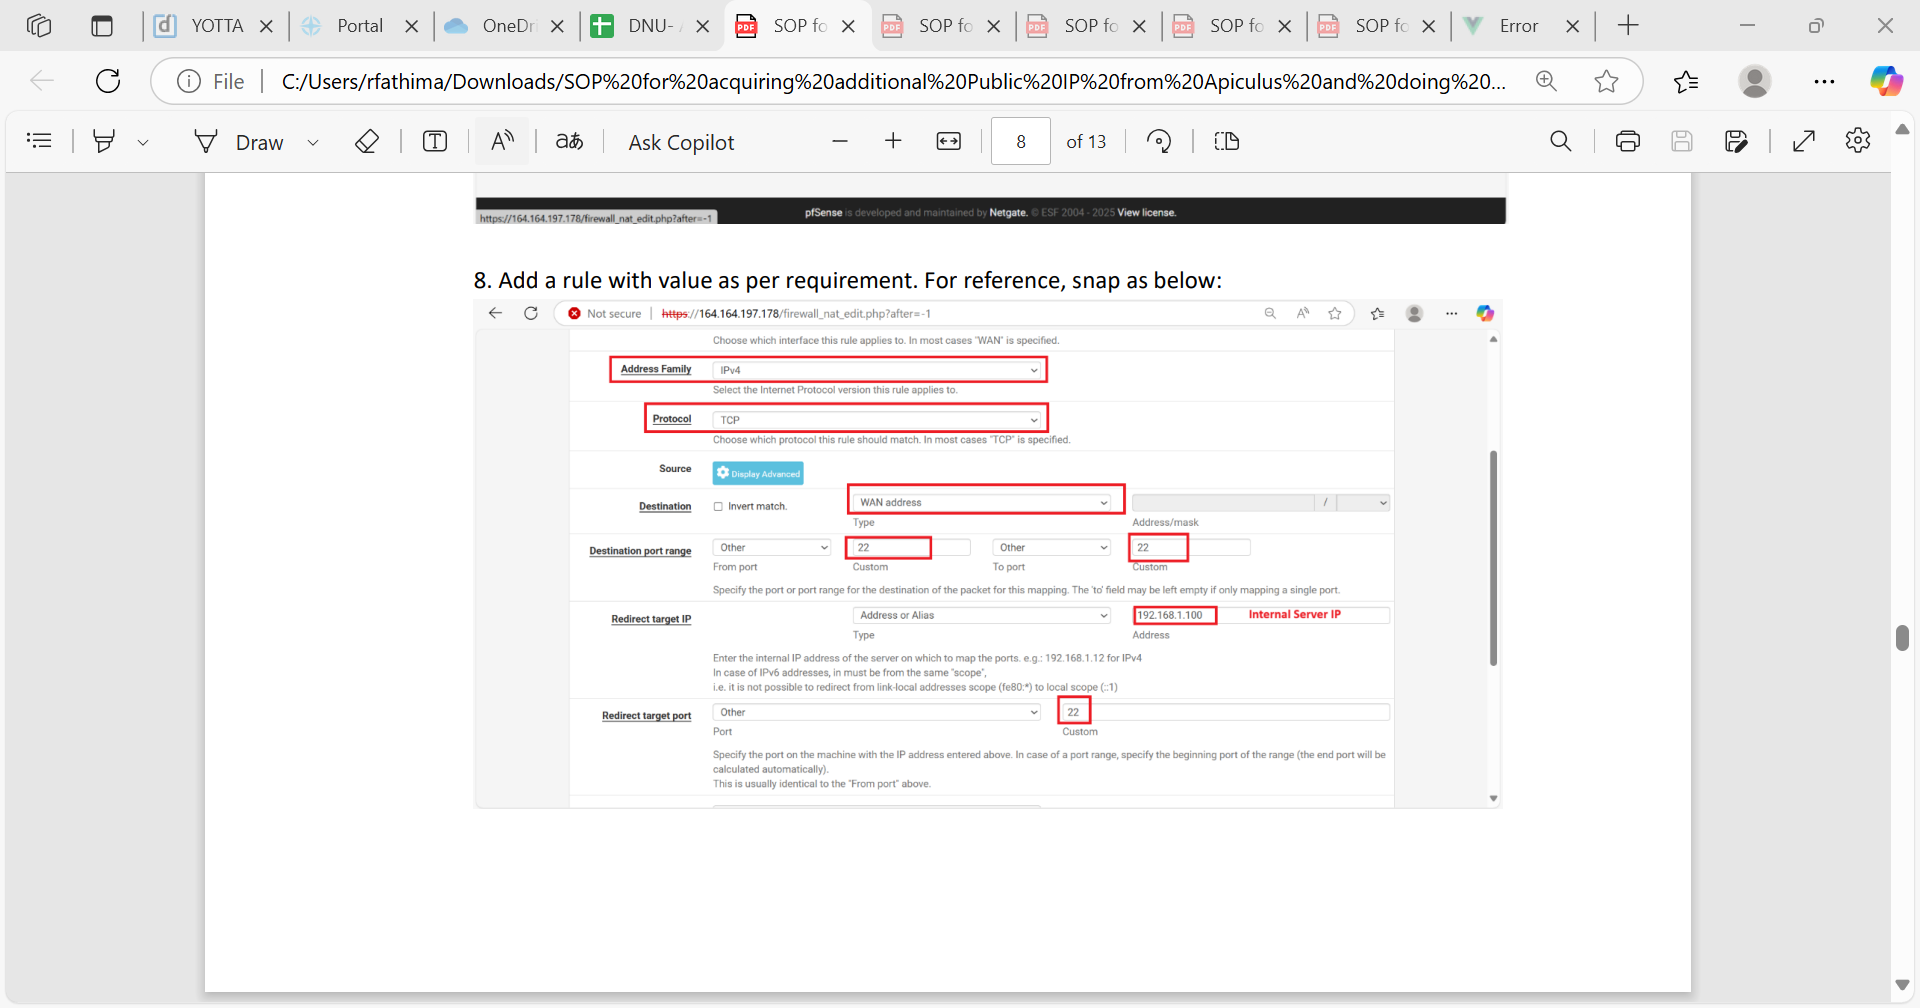 YOTTA
Portal
OneDri
DNU- A
SOP fo
SOP fo
SOP fo
SOP fo
SOP fo
Error
File
C:/Users/rfathima/Downloads/SOP%20for%20acquiring%20additional%20Public%20IP%20from%20Apiculus%20and%20doing%20...
Draw
Ask Copilot
8 of 13
https://164.164.197.178/firewall_nat_edit.php?after=-1
pfSense is developed and maintained by Netgate. © ESF 2004 - 2025 View license.
8. Add a rule with value as per requirement. For reference, snap as below:
Not secure
https://164.164.197.178/firewall_nat_edit.php?after=-1
Choose which interface this rule applies to. In most cases "WAN" is specified.
Address Family IPv4
Select the Internet Protocol version this rule applies to.
Protocol TCP
Choose which protocol this rule should match. In most cases "TCP" is specified.
Source Display Advanced
Destination Invert match. WAN address /
Type Address/mask
Destination port range Other 22 Other 22
From port Custom To port Custom
Specify the port or port range for the destination of the packet for this mapping. The 'to' field may be left empty if only mapping a single port.
Redirect target IP Address or Alias 192.168.1.100 Internal Server IP
Type Address
Enter the internal IP address of the server on which to map the ports. e.g.: 192.168.1.12 for IPv4
In case of IPv6 addresses, in must be from the same "scope",
i.e. it is not possible to redirect from link-local addresses scope (fe80:*) to local scope (::1)
Redirect target port Other 22
Port Custom
Specify the port on the machine with the IP address entered above. In case of a port range, specify the beginning port of the range (the end port will be
calculated automatically).
This is usually identical to the "From port" above.